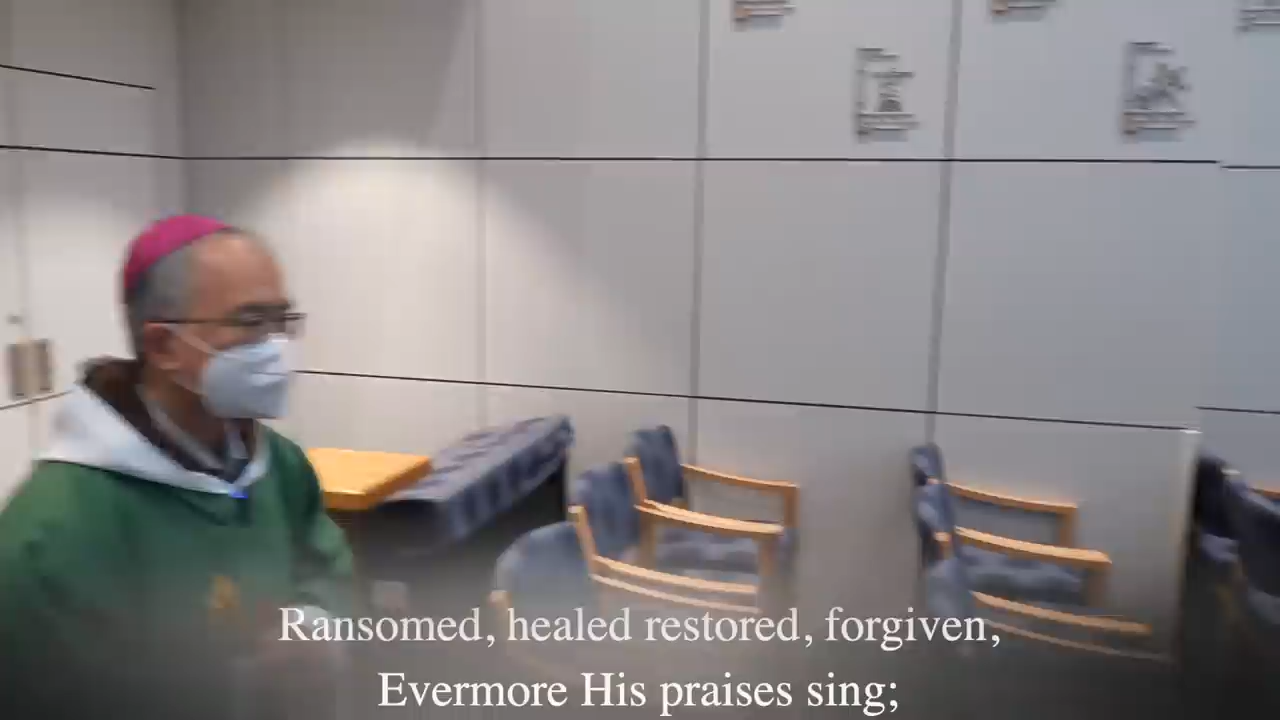 Ransomed, healed restored, forgiven,
Evermore His praises sing;